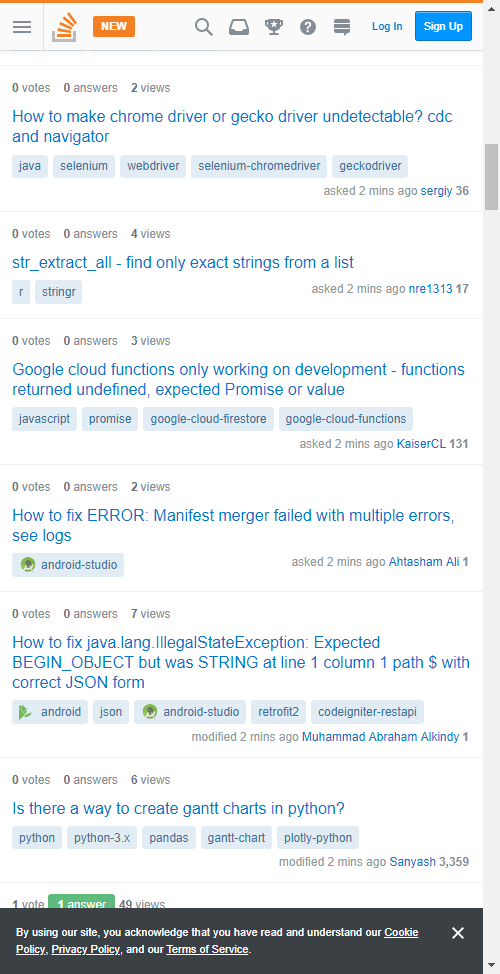 NEW
Log In
Sign Up
0 votes 0 answers 2 views
How to make chrome driver or gecko driver undetectable? cdc
and navigator
java selenium webdriver selenium-chromedriver geckodriver
asked 2 mins ago sergiy 36
0 votes 0 answers 4 views
str_extract_all - find only exact strings from a list
r stringr
asked 2 mins ago nre1313 17
0 votes 0 answers 3 views
Google cloud functions only working on development - functions
returned undefined, expected Promise or value
javascript promise google-cloud-firestore google-cloud-functions
asked 2 mins ago KaiserCL 131
0 votes 0 answers 2 views
How to fix ERROR: Manifest merger failed with multiple errors,
see logs
android-studio
asked 2 mins ago Ahtasham Ali 1
0 votes 0 answers 7 views
How to fix java.lang.IllegalStateException: Expected
BEGIN_OBJECT but was STRING at line 1 column 1 path $ with
correct JSON form
android json android-studio retrofit2 codeigniter-restapi
modified 2 mins ago Muhammad Abraham Alkindy 1
0 votes 0 answers 6 views
Is there a way to create gantt charts in python?
python python-3.x pandas gantt-chart plotly-python
modified 2 mins ago Sanyash 3,359
1 vote 1 answer 49 views
By using our site, you acknowledge that you have read and understand our Cookie
Policy, Privacy Policy, and our Terms of Service.